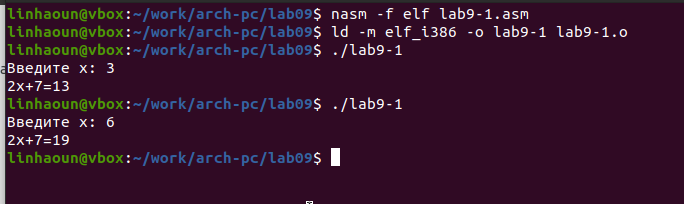 linhaoun@vbox:~/work/arch-pc/lab09$ nasm -f elf lab9-1.asm
linhaoun@vbox:~/work/arch-pc/lab09$ ld -m elf_i386 -o lab9-1 lab9-1.o
linhaoun@vbox:~/work/arch-pc/lab09$ ./lab9-1
Введите x: 3
2x+7=13
linhaoun@vbox:~/work/arch-pc/lab09$ ./lab9-1
Введите x: 6
2x+7=19
linhaoun@vbox:~/work/arch-pc/lab09$